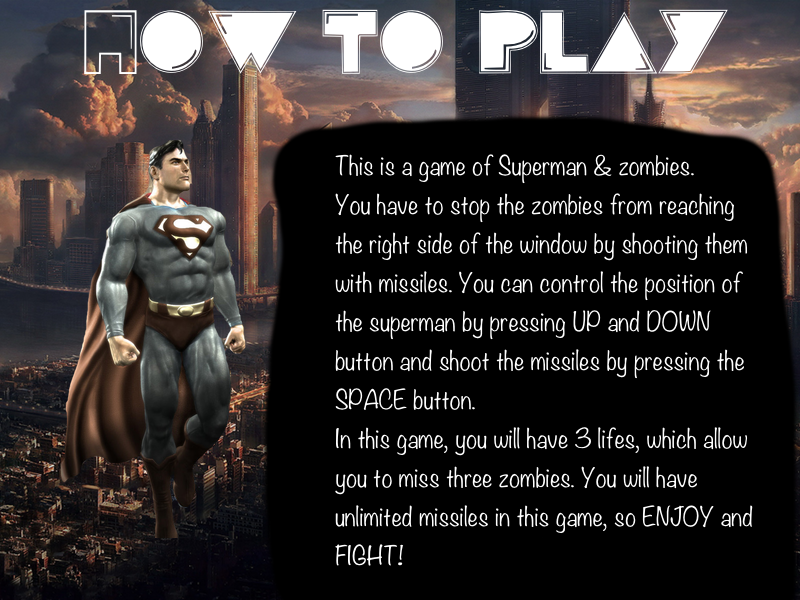 HOW TO PLAY
This is a game of Superman & zombies.
You have to stop the zombies from reaching
the right side of the window by shooting them
with missiles. You can control the position of
the superman by pressing UP and DOWN
button and shoot the missiles by pressing the
SPACE button.
In this game, you will have 3 lifes, which allow
you to miss three zombies. You will have
unlimited missiles in this game, so ENJOY and
FIGHT!